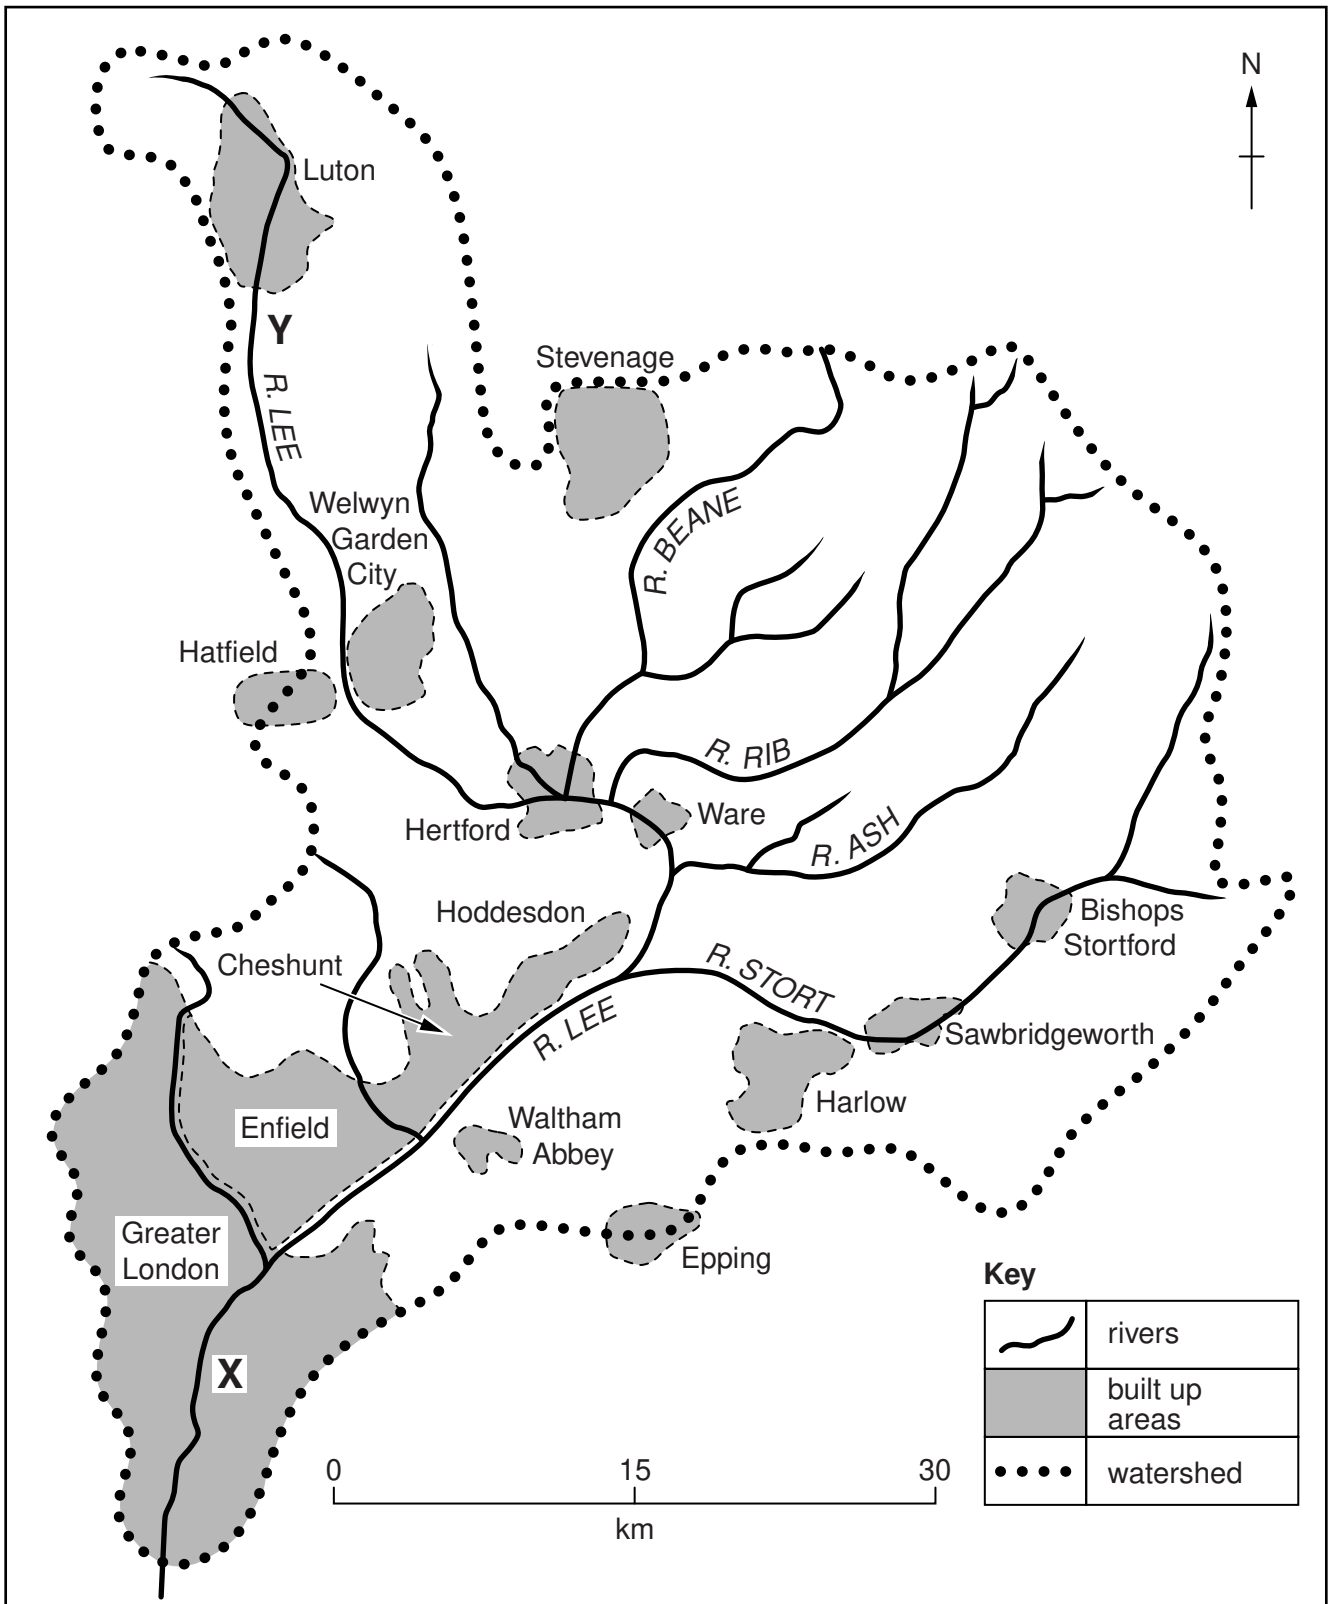 N
Luton
Y
R. LEE
Stevenage
Welwyn
Garden
City
R. BEANE
Hatfield
R. RIB
Hertford
Ware
R. ASH
Hoddesdon
Bishops
Stortford
Cheshunt
R. STORT
R. LEE
Sawbridgeworth
Harlow
Enfield
Waltham
Abbey
Greater
London
Epping
X
Key
rivers
built up
areas
watershed
0 15 30
km